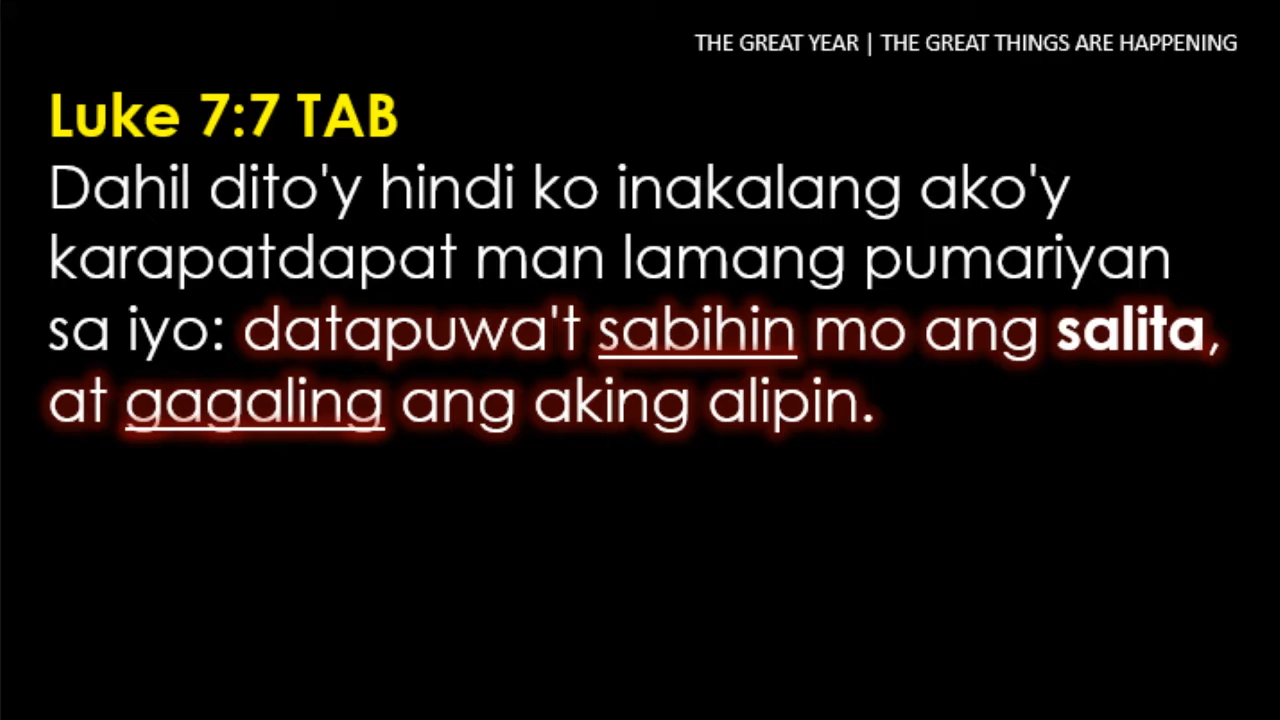 THE GREAT YEAR | THE GREAT THINGS ARE HAPPENING
Luke 7:7 TAB
Dahil dito'y hindi ko inakalang ako'y
karapatdapat man lamang pumariyan
sa iyo: datapuwa't sabihin mo ang salita,
at gagaling ang aking alipin.